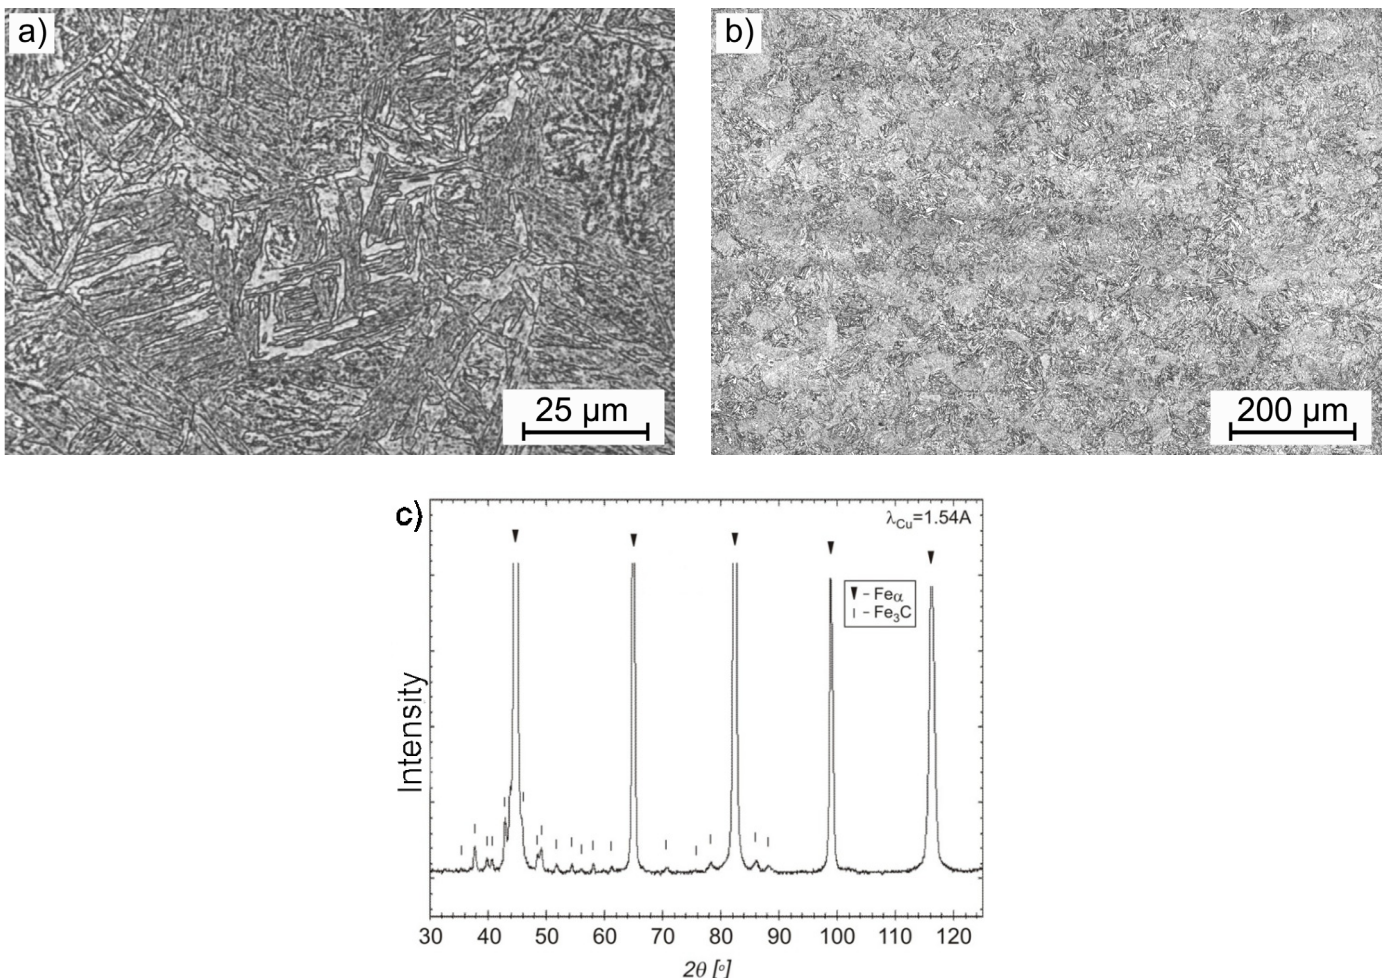 a)
b)
25 µm
200 µm
c)
λCu=1.54A
▼ - Feα
| - Fe₃C
Intensity
30 40 50 60 70 80 90 100 110 120
2θ [°]